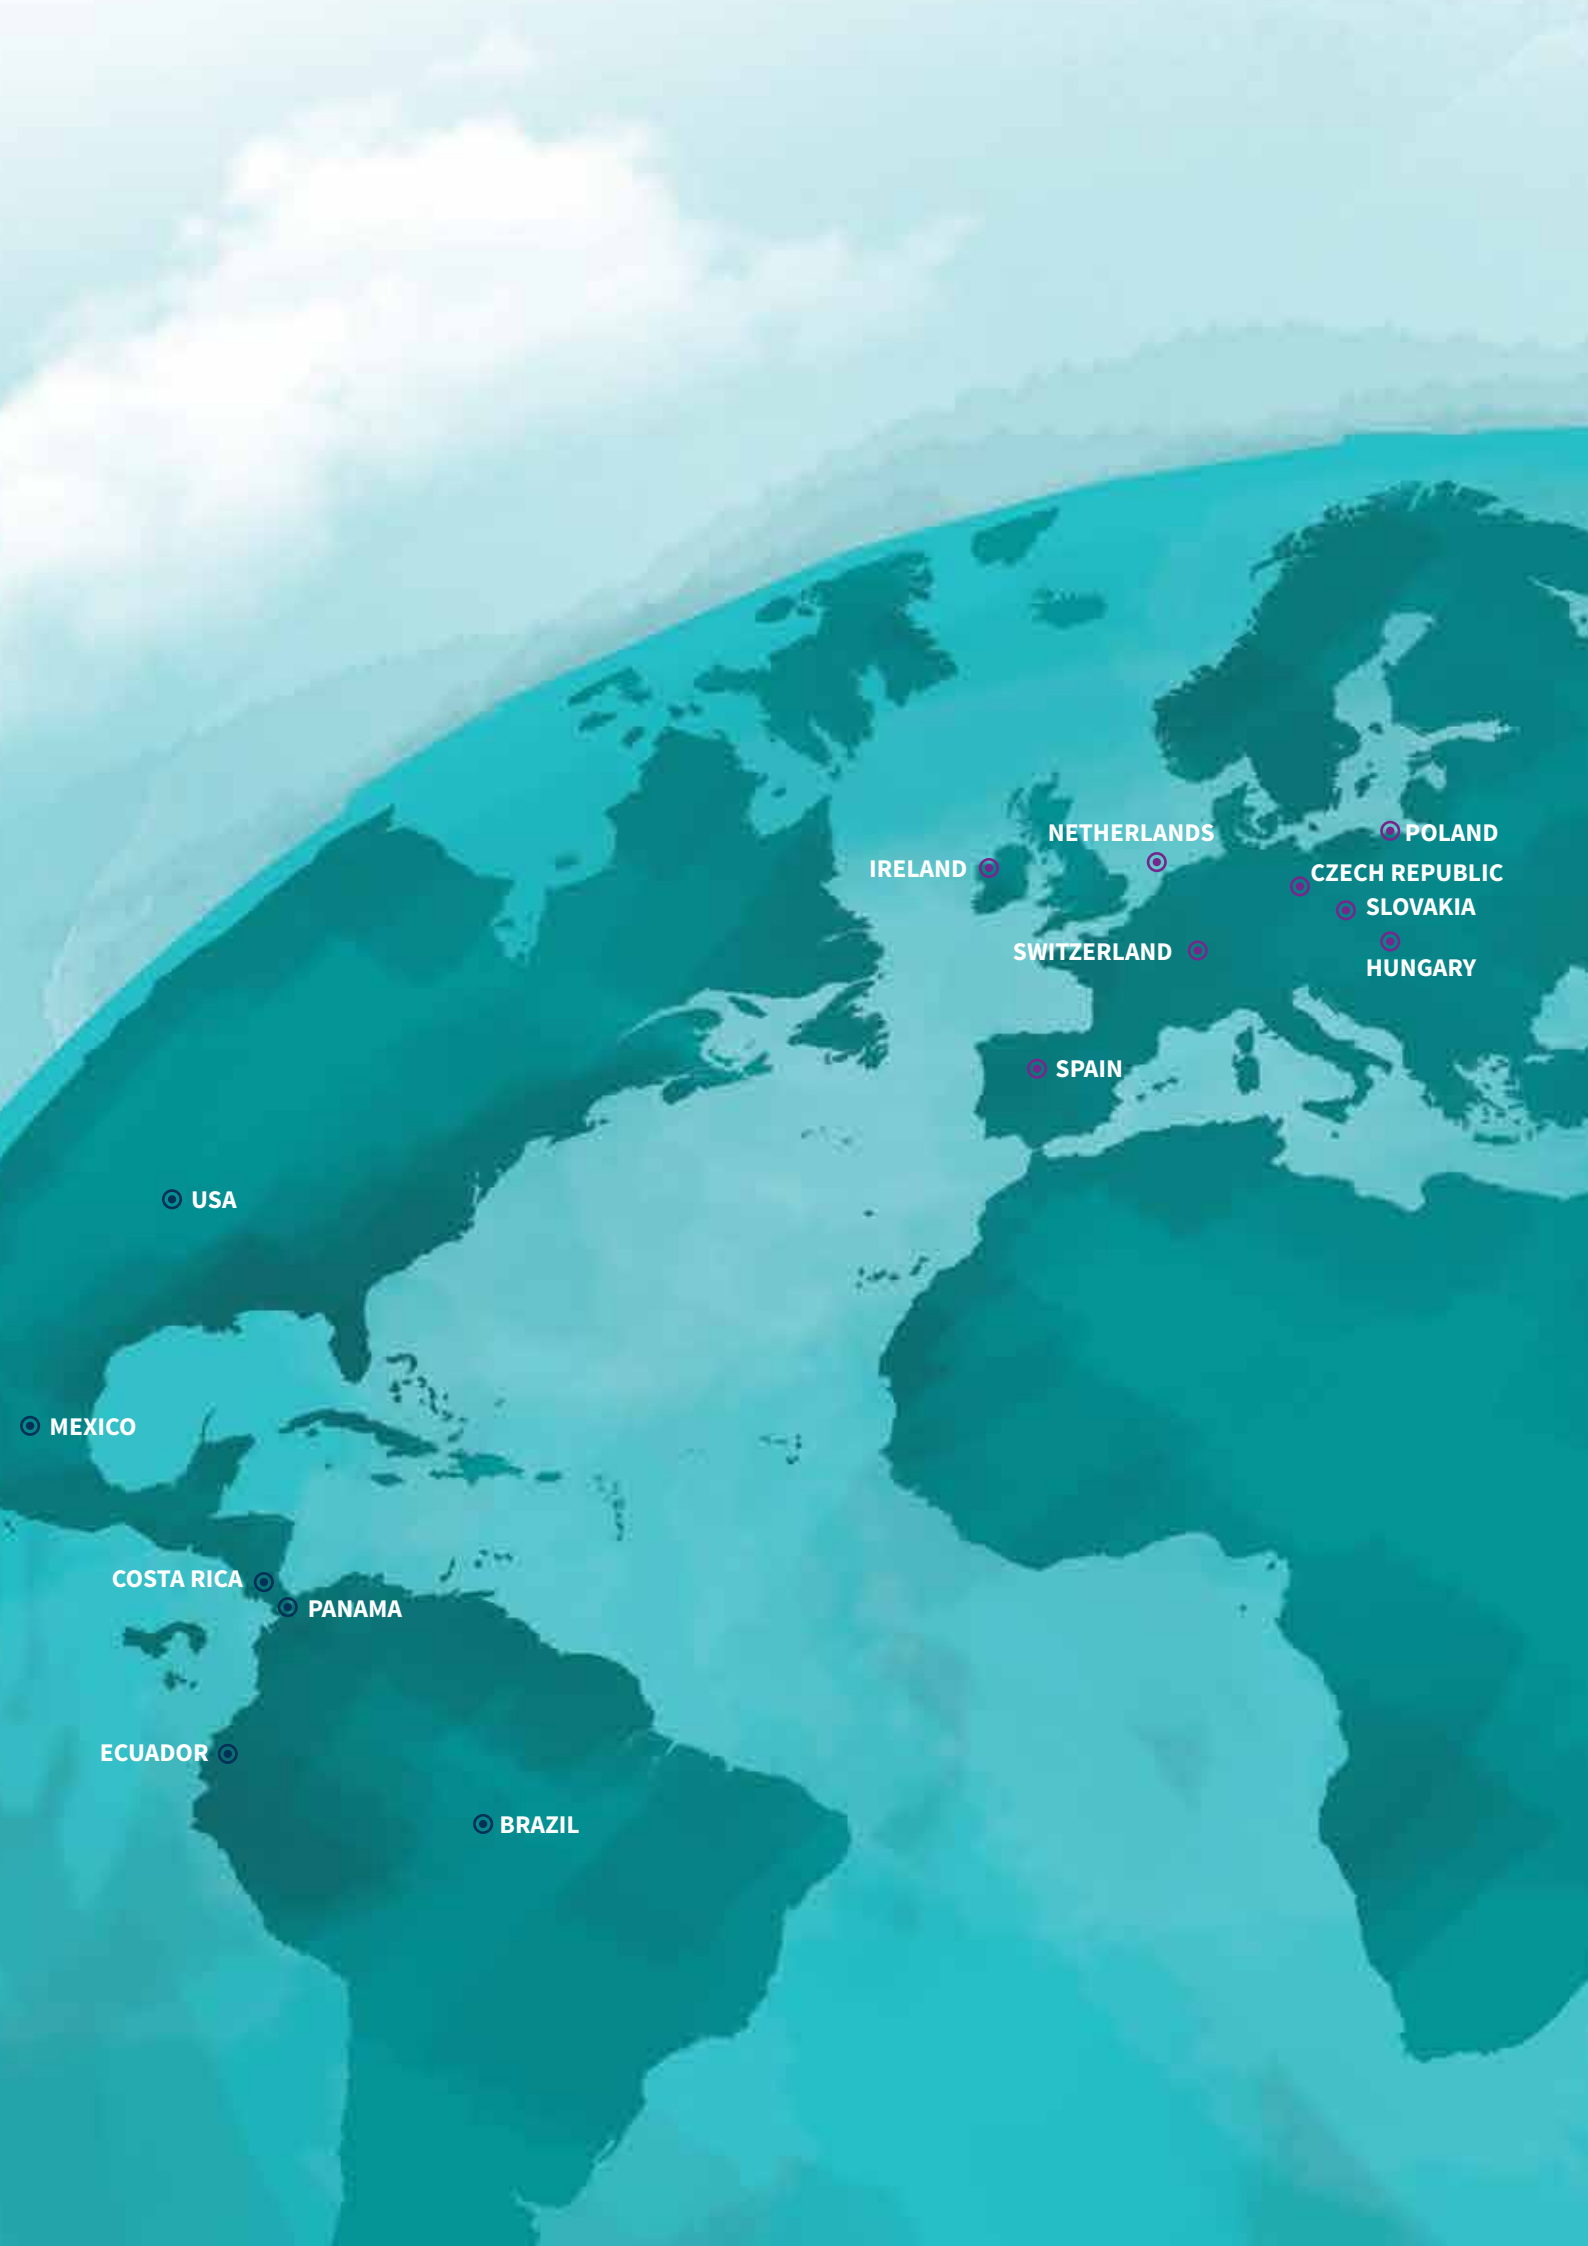 NETHERLANDS
POLAND
IRELAND
CZECH REPUBLIC
SLOVAKIA
SWITZERLAND
HUNGARY
SPAIN
USA
MEXICO
COSTA RICA
PANAMA
ECUADOR
BRAZIL